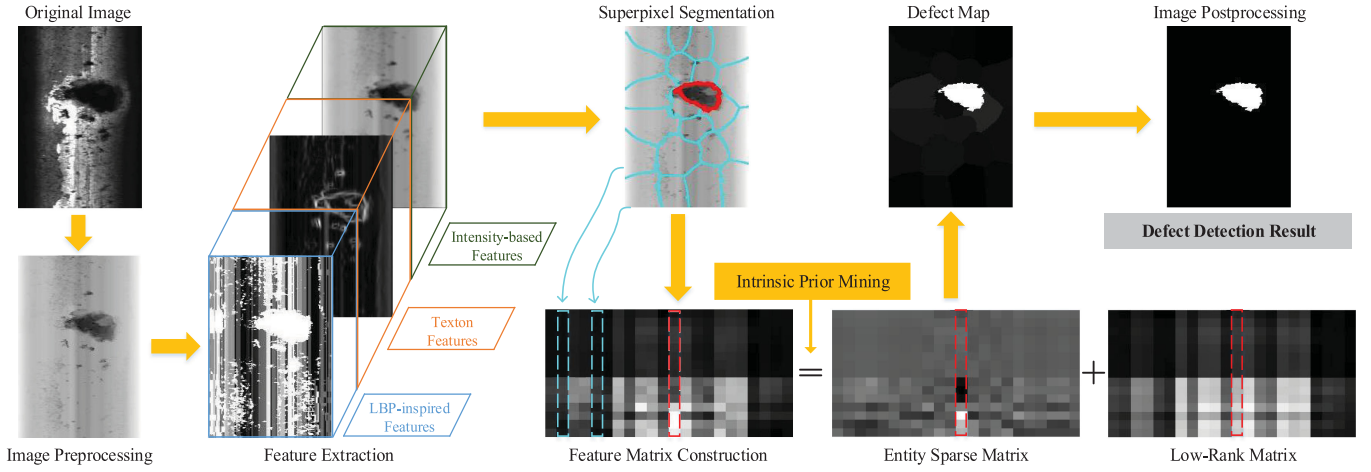 Original Image
Superpixel Segmentation
Defect Map
Image Postprocessing
Intensity-based
Features
Defect Detection Result
Intrinsic Prior Mining
Texton
Features
=
+
LBP-inspired
Features
Image Preprocessing
Feature Extraction
Feature Matrix Construction
Entity Sparse Matrix
Low-Rank Matrix